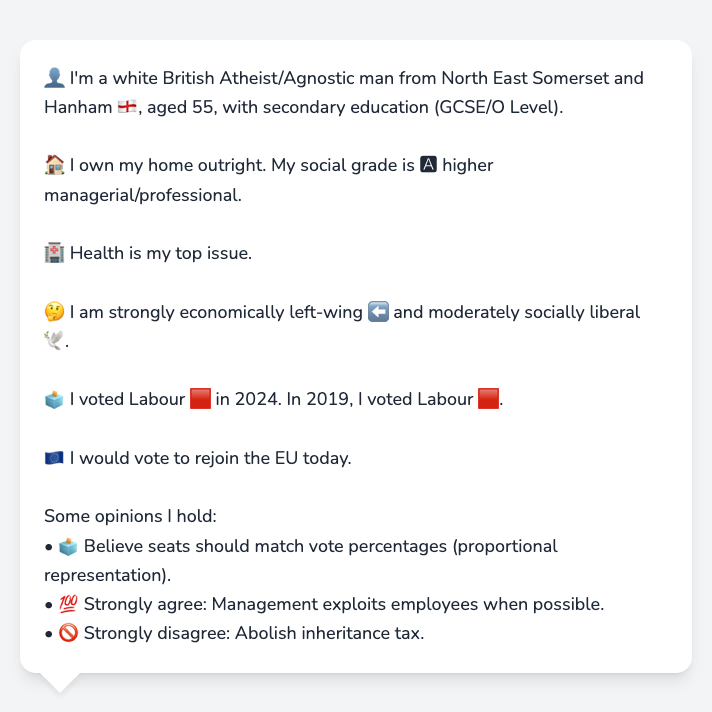 👤 I'm a white British Atheist/Agnostic man from North East Somerset and
Hanham 🏴󠁧󠁢󠁥󠁮󠁧󠁿, aged 55, with secondary education (GCSE/O Level).
🏠 I own my home outright. My social grade is 🅰 higher
managerial/professional.
🏥 Health is my top issue.
🤔 I am strongly economically left-wing ⬅️ and moderately socially liberal
🕊️.
🗳️ I voted Labour 🟥 in 2024. In 2019, I voted Labour 🟥.
🇪🇺 I would vote to rejoin the EU today.
Some opinions I hold:
• 🗳️ Believe seats should match vote percentages (proportional
representation).
• 💯 Strongly agree: Management exploits employees when possible.
• 🚫 Strongly disagree: Abolish inheritance tax.